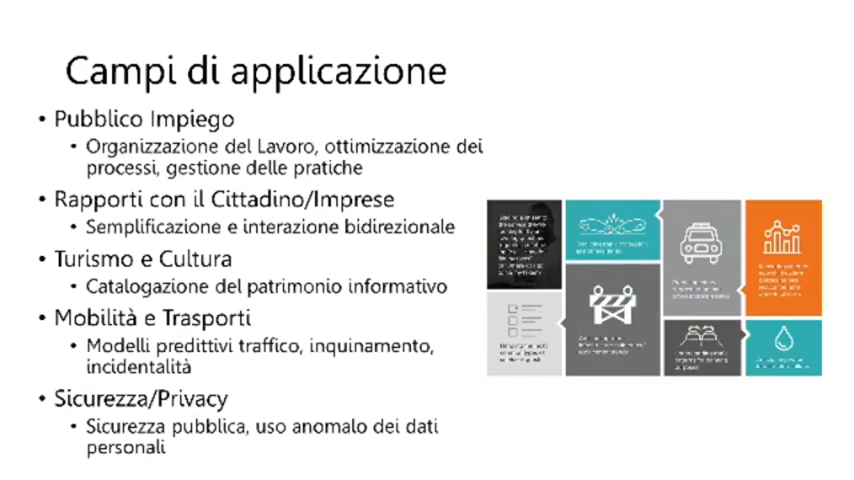 Campi di applicazione
• Pubblico Impiego
• Organizzazione del Lavoro, ottimizzazione dei
processi, gestione delle pratiche
• Rapporti con il Cittadino/Imprese
• Semplificazione e interazione bidirezionale
• Turismo e Cultura
• Catalogazione del patrimonio informativo
• Mobilità e Trasporti
• Modelli predittivi traffico, inquinamento,
incidentalità
• Sicurezza/Privacy
• Sicurezza pubblica, uso anomalo dei dati
personali